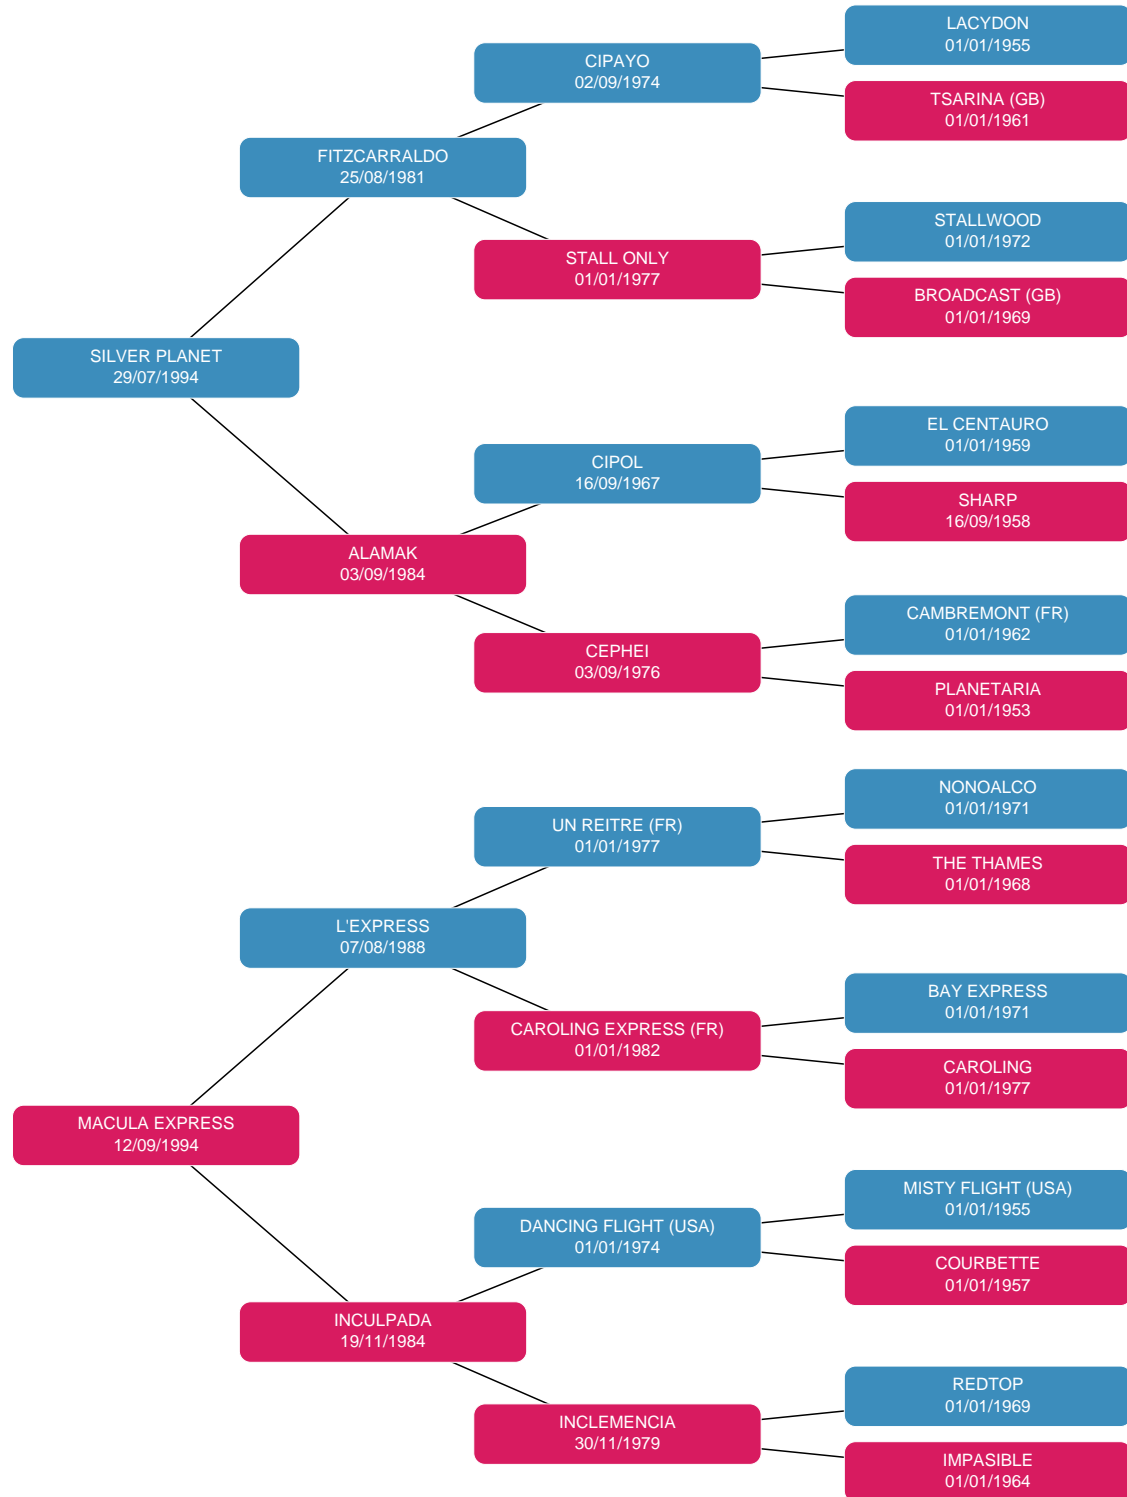 LACYDON
01/01/1955
CIPAYO
02/09/1974
TSARINA (GB)
01/01/1961
FITZCARRALDO
25/08/1981
STALLWOOD
01/01/1972
STALL ONLY
01/01/1977
BROADCAST (GB)
01/01/1969
SILVER PLANET
29/07/1994
EL CENTAURO
01/01/1959
CIPOL
16/09/1967
SHARP
16/09/1958
ALAMAK
03/09/1984
CAMBREMONT (FR)
01/01/1962
CEPHEI
03/09/1976
PLANETARIA
01/01/1953
NONOALCO
01/01/1971
UN REITRE (FR)
01/01/1977
THE THAMES
01/01/1968
L'EXPRESS
07/08/1988
BAY EXPRESS
01/01/1971
CAROLING EXPRESS (FR)
01/01/1982
CAROLING
01/01/1977
MACULA EXPRESS
12/09/1994
MISTY FLIGHT (USA)
01/01/1955
DANCING FLIGHT (USA)
01/01/1974
COURBETTE
01/01/1957
INCULPADA
19/11/1984
REDTOP
01/01/1969
INCLEMENCIA
30/11/1979
IMPASIBLE
01/01/1964